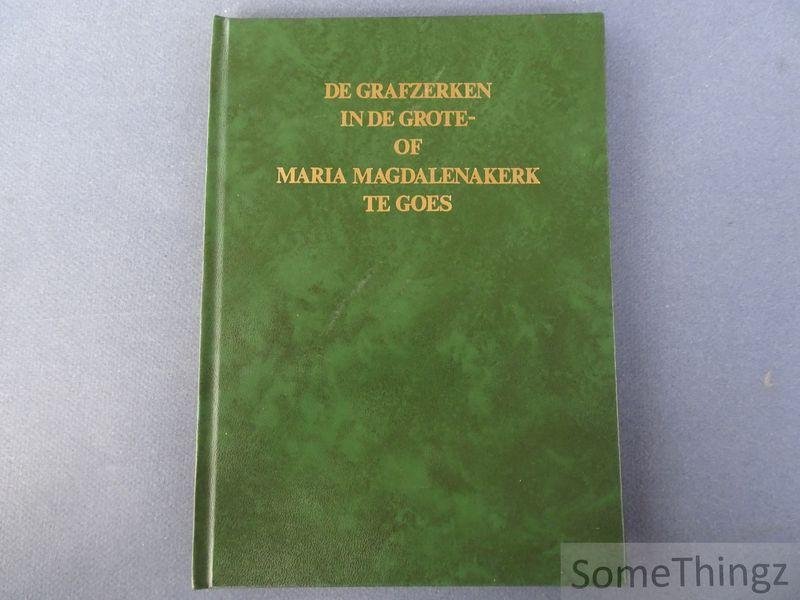 DE GRAFZERKEN
IN DE GROTE-
OF
MARIA MAGDALENAKERK
TE GOES
SomeThingz